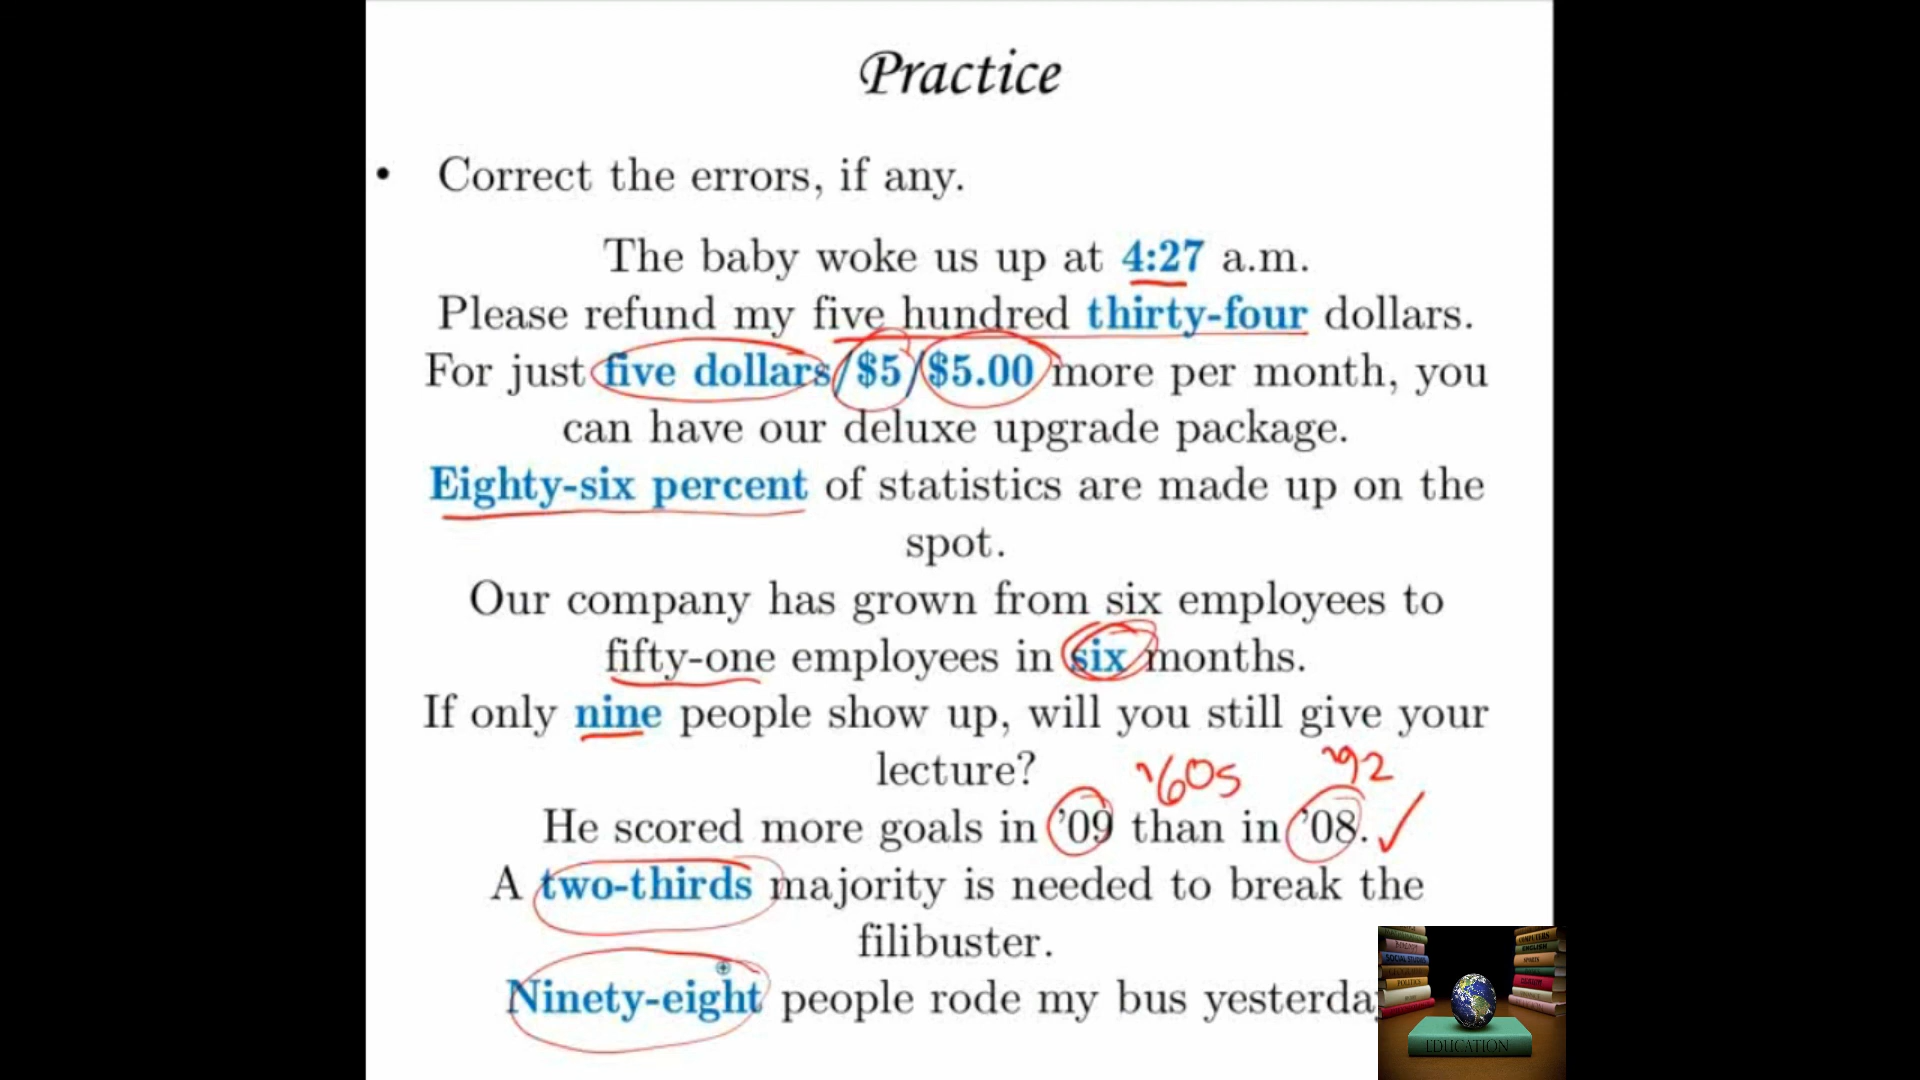 Practice
• Correct the errors, if any.
The baby woke us up at 4:27 a.m.
Please refund my five hundred thirty-four dollars.
For just five dollars/$5/$5.00 more per month, you
can have our deluxe upgrade package.
Eighty-six percent of statistics are made up on the
spot.
Our company has grown from six employees to
fifty-one employees in six months.
If only nine people show up, will you still give your
lecture?
'60s '92
He scored more goals in ’09 than in ’08.
A two-thirds majority is needed to break the
filibuster.
Ninety-eight people rode my bus yesterda
EDUCATION